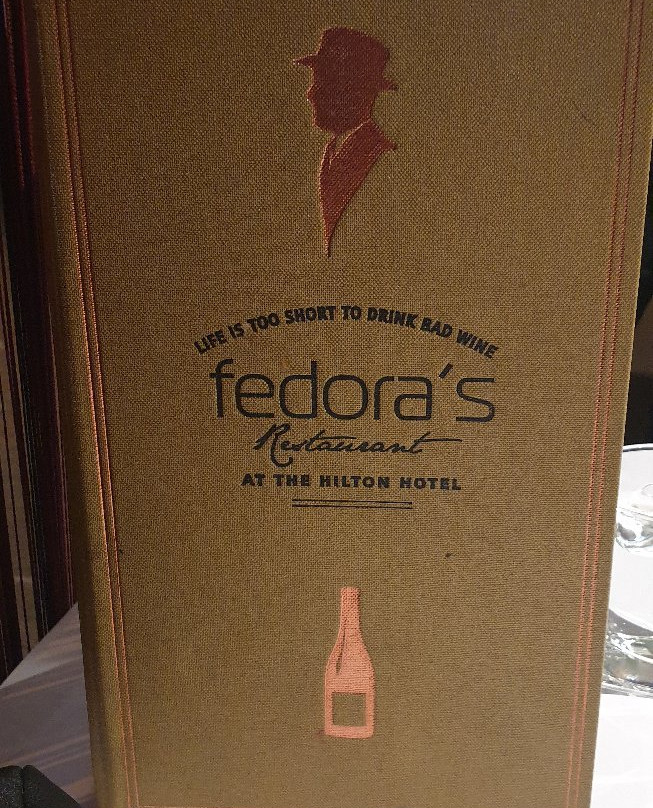 LIFE IS TOO SHORT TO DRINK BAD WINE
fedora's
Restaurant
AT THE HILTON HOTEL